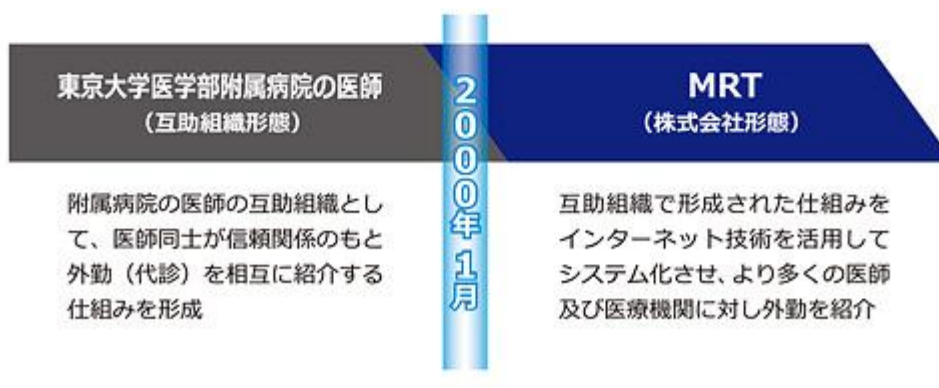 東京大学医学部附属病院の医師
（互助組織形態）
附属病院の医師の互助組織とし
て、医師同士が信頼関係のもと
外勤（代診）を相互に紹介する
仕組みを形成
2000年1月
MRT
（株式会社形態）
互助組織で形成された仕組みを
インターネット技術を活用して
システム化させ、より多くの医師
及び医療機関に対し外勤を紹介